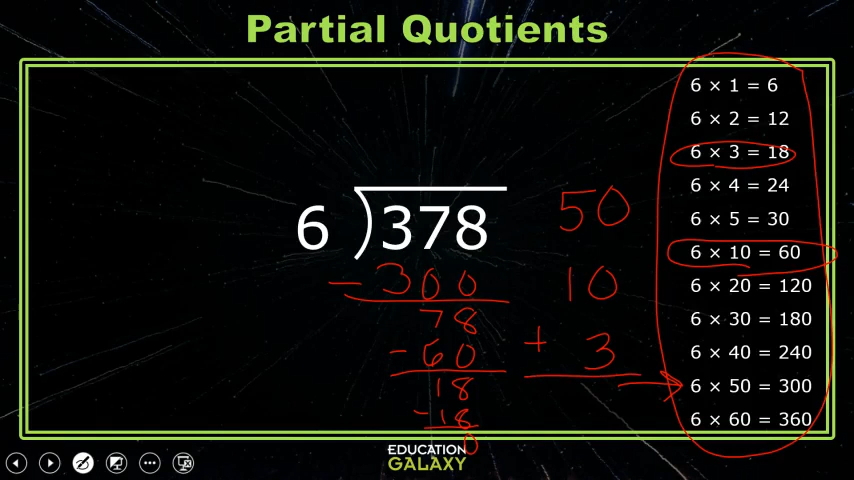 Partial Quotients
6 × 1 = 6
6 × 2 = 12
6 × 3 = 18
6 × 4 = 24
6 × 5 = 30
6 × 10 = 60
6 × 20 = 120
6 × 30 = 180
6 × 40 = 240
6 × 50 = 300
6 × 60 = 360
6 ) 378
- 300
78
- 60
18
- 18
0
50
10
+ 3
EDUCATION
GALAXY